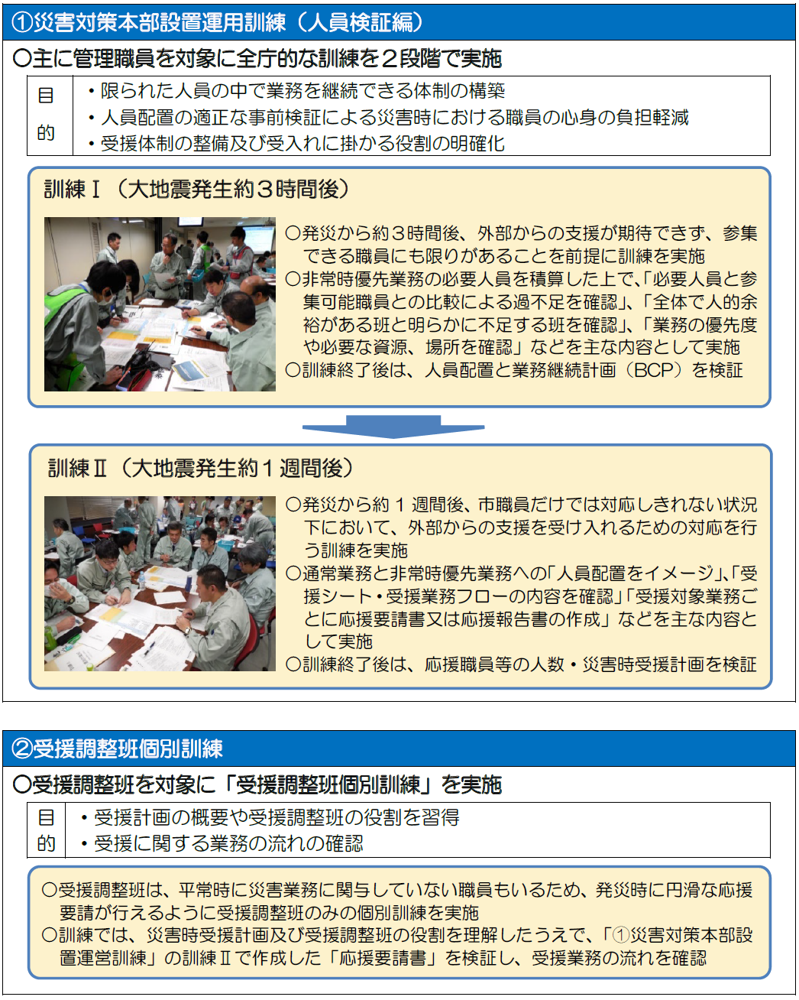 ①災害対策本部設置運用訓練（人員検証編）
〇主に管理職員を対象に全庁的な訓練を２段階で実施
目的
・限られた人員の中で業務を継続できる体制の構築
・人員配置の適正な事前検証による災害時における職員の心身の負担軽減
・受援体制の整備及び受入れに掛かる役割の明確化
訓練Ⅰ（大地震発生約３時間後）
〇発災から約３時間後、外部からの支援が期待できず、参集
できる職員にも限りがあることを前提に訓練を実施
〇非常時優先業務の必要人員を積算した上で、「必要人員と参
集可能職員との比較による過不足を確認」、「全体で人的余
裕がある班と明らかに不足する班を確認」、「業務の優先度
や必要な資源、場所を確認」などを主な内容として実施
〇訓練終了後は、人員配置と業務継続計画（BCP）を検証
訓練Ⅱ（大地震発生約１週間後）
〇発災から約１週間後、市職員だけでは対応しきれない状況
下において、外部からの支援を受け入れるための対応を行
う訓練を実施
〇通常業務と非常時優先業務への「人員配置をイメージ」、「受
援シート・受援業務フローの内容を確認」「受援対象業務ご
とに応援要請書又は応援報告書の作成」などを主な内容と
して実施
〇訓練終了後は、応援職員等の人数・災害時受援計画を検証
②受援調整班個別訓練
〇受援調整班を対象に「受援調整班個別訓練」を実施
目的
・受援計画の概要や受援調整班の役割を習得
・受援に関する業務の流れの確認
〇受援調整班は、平常時に災害業務に関与していない職員もいるため、発災時に円滑な応援
要請が行えるように受援調整班のみの個別訓練を実施
〇訓練では、災害時受援計画及び受援調整班の役割を理解したうえで、「①災害対策本部設
置運営訓練」の訓練Ⅱで作成した「応援要請書」を検証し、受援業務の流れを確認